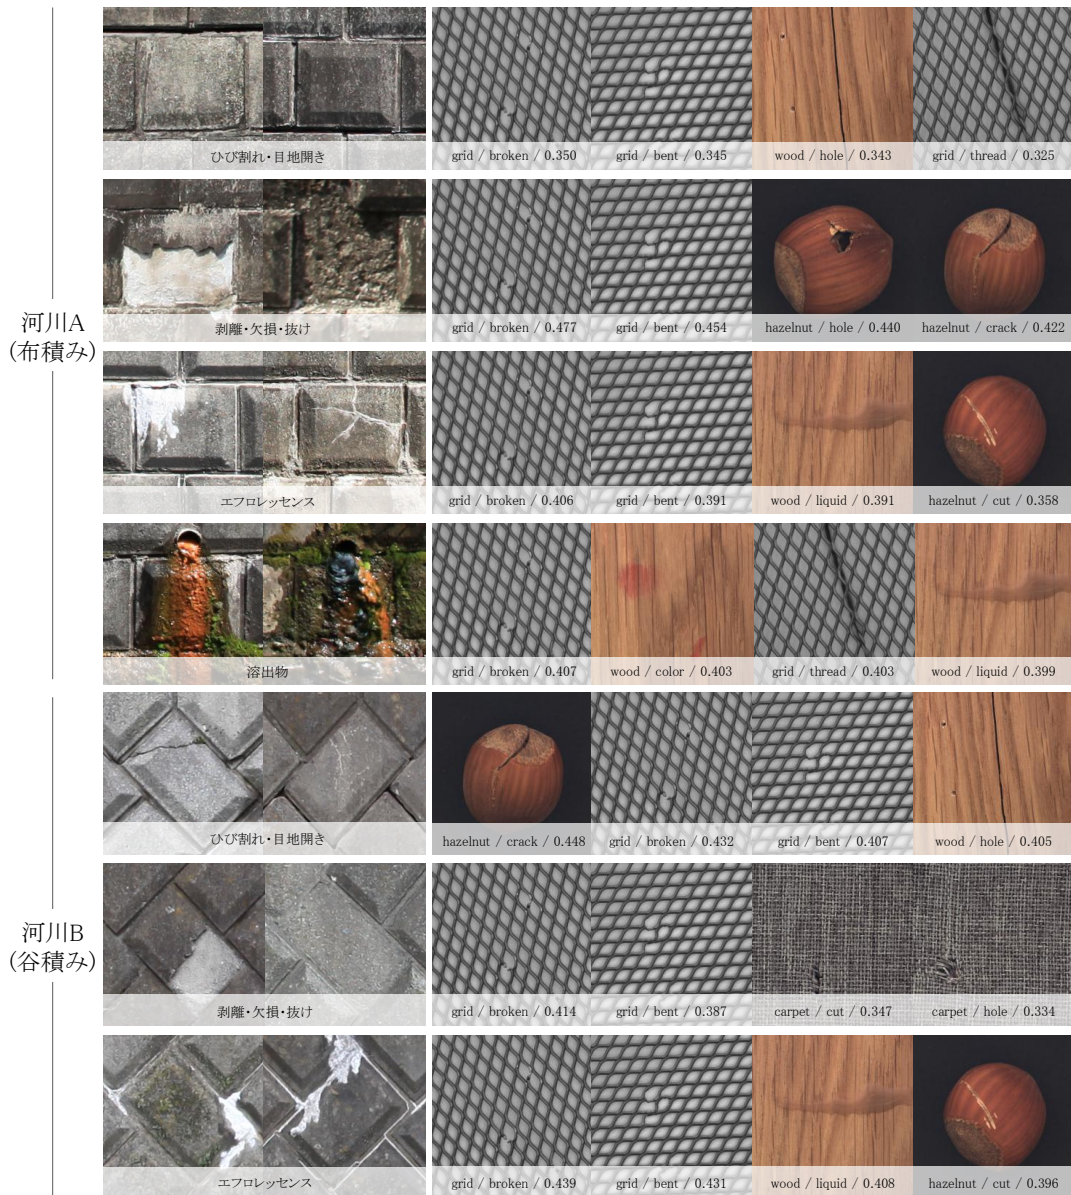 河川A
(布積み)
ひび割れ・目地開き
grid / broken / 0.350
grid / bent / 0.345
wood / hole / 0.343
grid / thread / 0.325
剥離・欠損・抜け
grid / broken / 0.477
grid / bent / 0.454
hazelnut / hole / 0.440
hazelnut / crack / 0.422
エフロレッセンス
grid / broken / 0.406
grid / bent / 0.391
wood / liquid / 0.391
hazelnut / cut / 0.358
溶出物
grid / broken / 0.407
wood / color / 0.403
grid / thread / 0.403
wood / liquid / 0.399
河川B
(谷積み)
ひび割れ・目地開き
hazelnut / crack / 0.448
grid / broken / 0.432
grid / bent / 0.407
wood / hole / 0.405
剥離・欠損・抜け
grid / broken / 0.414
grid / bent / 0.387
carpet / cut / 0.347
carpet / hole / 0.334
エフロレッセンス
grid / broken / 0.439
grid / bent / 0.431
wood / liquid / 0.408
hazelnut / cut / 0.396